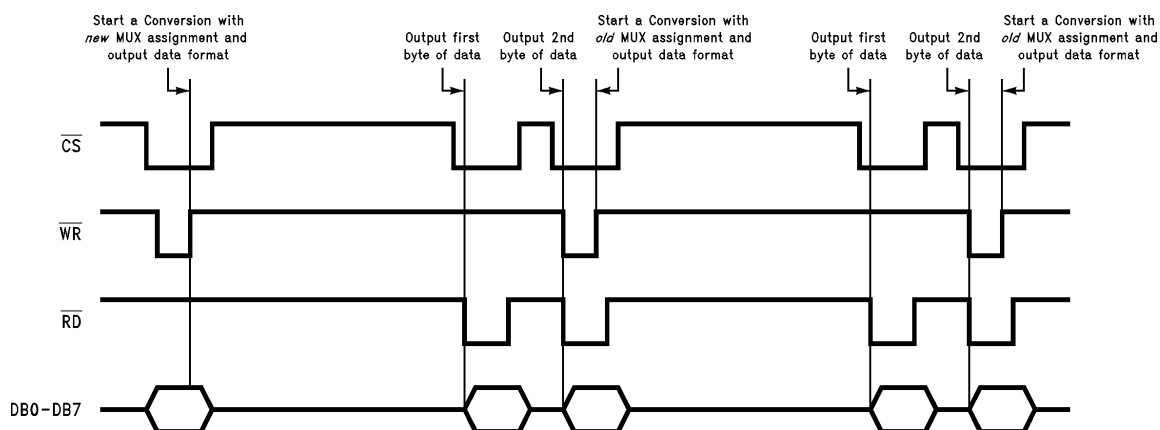 Start a Conversion with
new MUX assignment and
output data format
Output first
byte of data
Output 2nd
byte of data
Start a Conversion with
old MUX assignment and
output data format
Output first
byte of data
Output 2nd
byte of data
Start a Conversion with
old MUX assignment and
output data format
CS
WR
RD
DB0-DB7